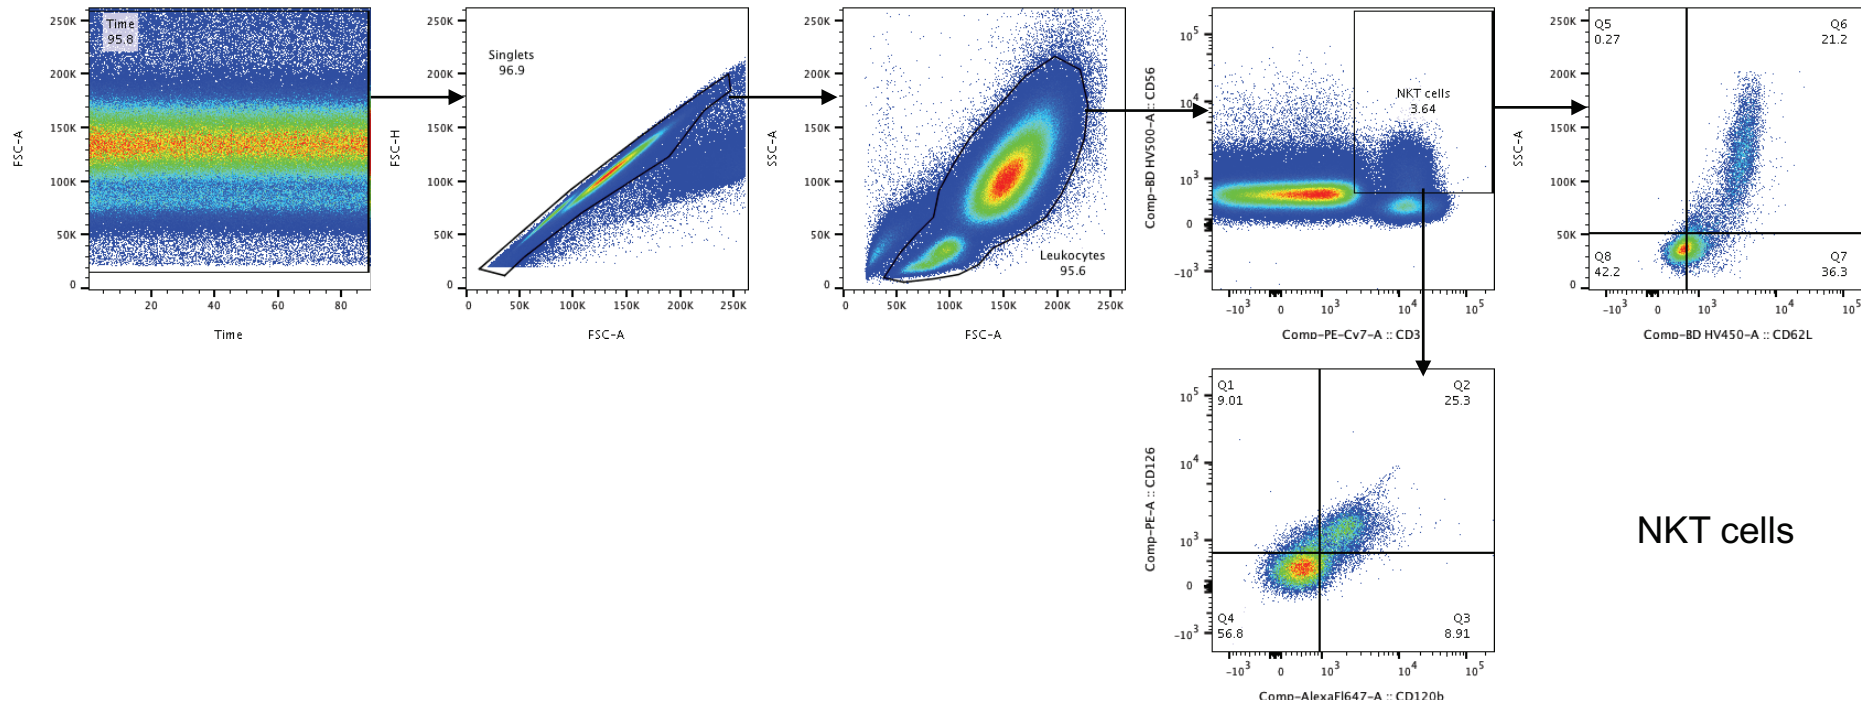 250K
200K
150K
100K
50K
0
FSC-A
Time
95.8
20
40
60
80
Time
250K
200K
150K
100K
50K
0
FSC-H
Singlets
96.9
0
50K
100K
150K
200K
250K
FSC-A
250K
200K
150K
100K
50K
0
SSC-A
Leukocytes
95.6
0
50K
100K
150K
200K
250K
FSC-A
10^5
10^4
10^3
0
-10^3
Comp-BD HV500-A :: CD56
NKT cells
3.64
-10^3
0
10^3
10^4
10^5
Comp-PE-Cy7-A :: CD3
250K
200K
150K
100K
50K
0
SSC-A
Q5
0.27
Q6
21.2
Q8
42.2
Q7
36.3
-10^3
0
10^3
10^4
10^5
Comp-BD HV450-A :: CD62L
10^5
10^4
10^3
0
-10^3
Comp-PE-A :: CD126
Q1
9.01
Q2
25.3
Q4
56.8
Q3
8.91
-10^3
0
10^3
10^4
10^5
Comp-AlexaFl647-A :: CD120b
NKT cells